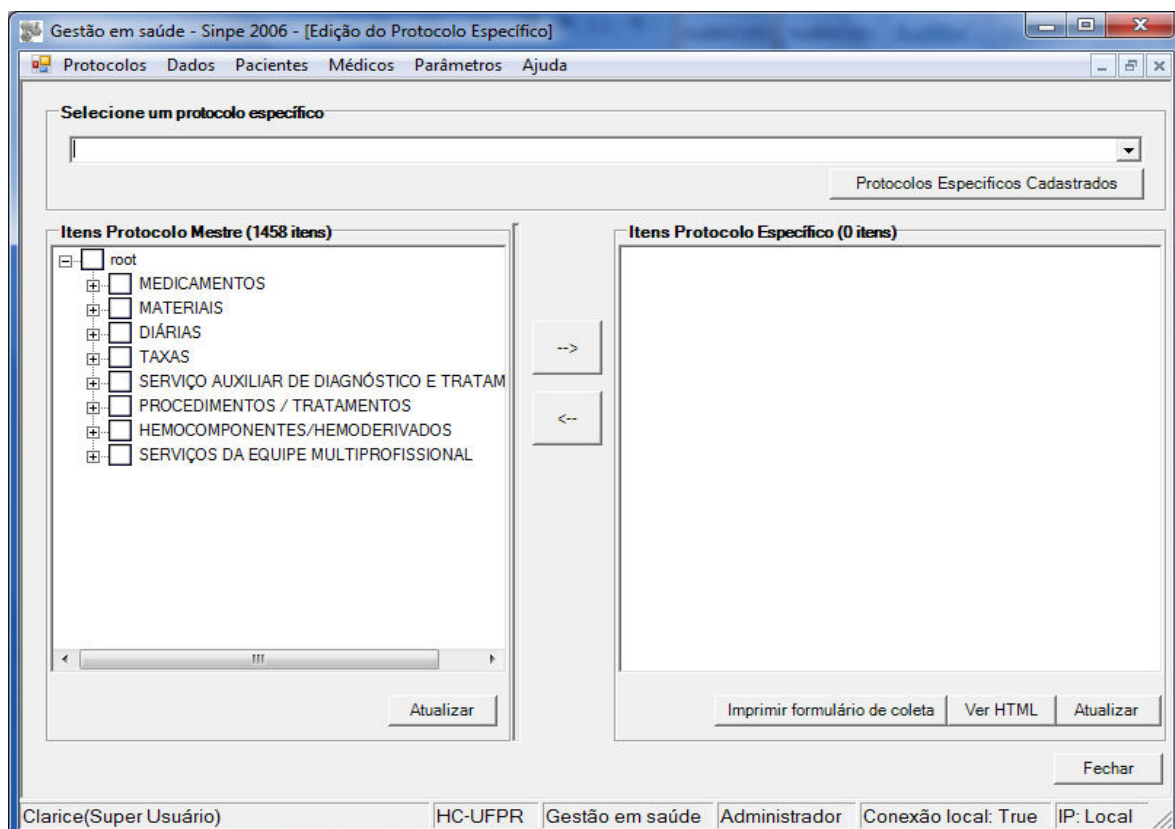 Gestão em saúde - Sinpe 2006 - [Edição do Protocolo Específico]
Protocolos Dados Pacientes Médicos Parâmetros Ajuda
Selecione um protocolo específico
Protocolos Especificos Cadastrados
Itens Protocolo Mestre (1458 itens)
root
MEDICAMENTOS
MATERIAIS
DIÁRIAS
TAXAS
SERVIÇO AUXILIAR DE DIAGNÓSTICO E TRATAM
PROCEDIMENTOS / TRATAMENTOS
HEMOCOMPONENTES/HEMODERIVADOS
SERVIÇOS DA EQUIPE MULTIPROFISSIONAL
Atualizar
-->
<--
Itens Protocolo Específico (0 itens)
Imprimir formulário de coleta Ver HTML Atualizar
Fechar
Clarice(Super Usuário) HC-UFPR Gestão em saúde Administrador Conexão local: True IP: Local